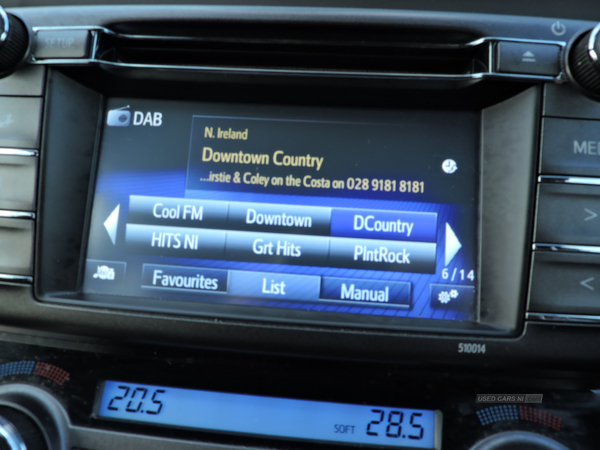 SETUP
DAB
N. Ireland
Downtown Country
...irstie & Coley on the Costa on 028 9181 8181
Cool FM Downtown DCountry
HITS NI Grt Hits PlntRock
6/14
Favourites List Manual
510014
20.5 SOFT 28.5
USED CARS NI